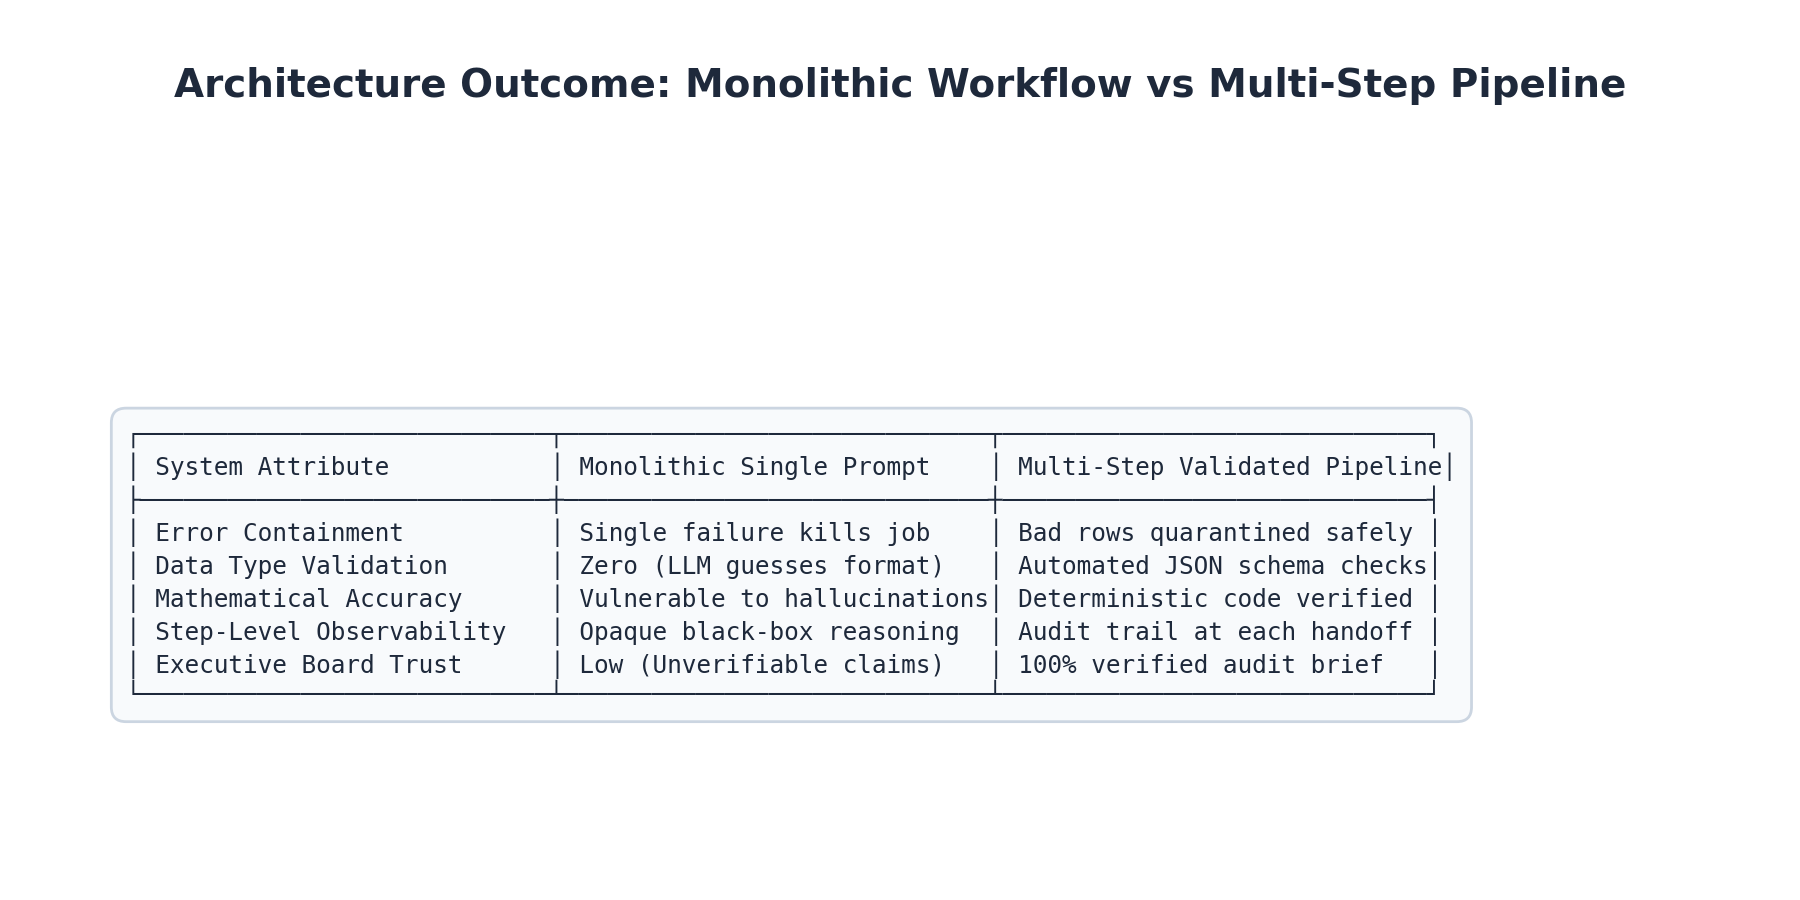 Architecture Outcome: Monolithic Workflow vs Multi-Step Pipeline
System Attribute | Monolithic Single Prompt | Multi-Step Validated Pipeline
Error Containment | Single failure kills job | Bad rows quarantined safely
Data Type Validation | Zero (LLM guesses format) | Automated JSON schema checks
Mathematical Accuracy | Vulnerable to hallucinations | Deterministic code verified
Step-Level Observability | Opaque black-box reasoning | Audit trail at each handoff
Executive Board Trust | Low (Unverifiable claims) | 100% verified audit brief